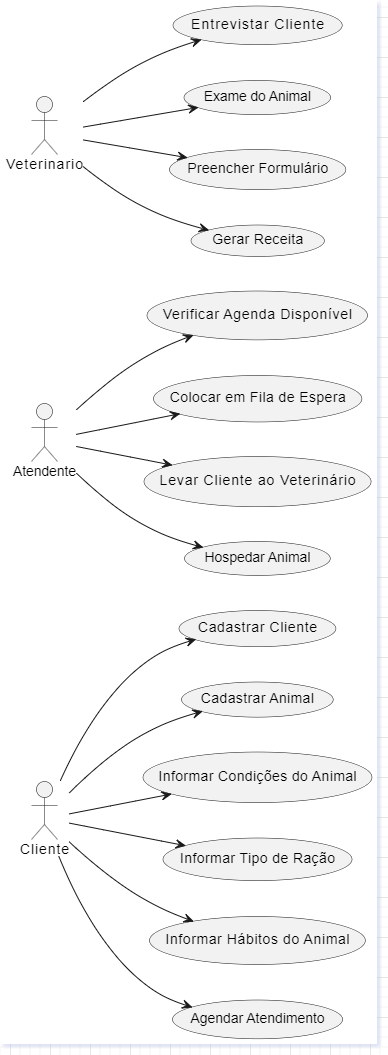 Entrevistar Cliente
Exame do Animal
Veterinario
Preencher Formulário
Gerar Receita
Verificar Agenda Disponível
Colocar em Fila de Espera
Atendente
Levar Cliente ao Veterinário
Hospedar Animal
Cadastrar Cliente
Cadastrar Animal
Informar Condições do Animal
Cliente
Informar Tipo de Ração
Informar Hábitos do Animal
Agendar Atendimento